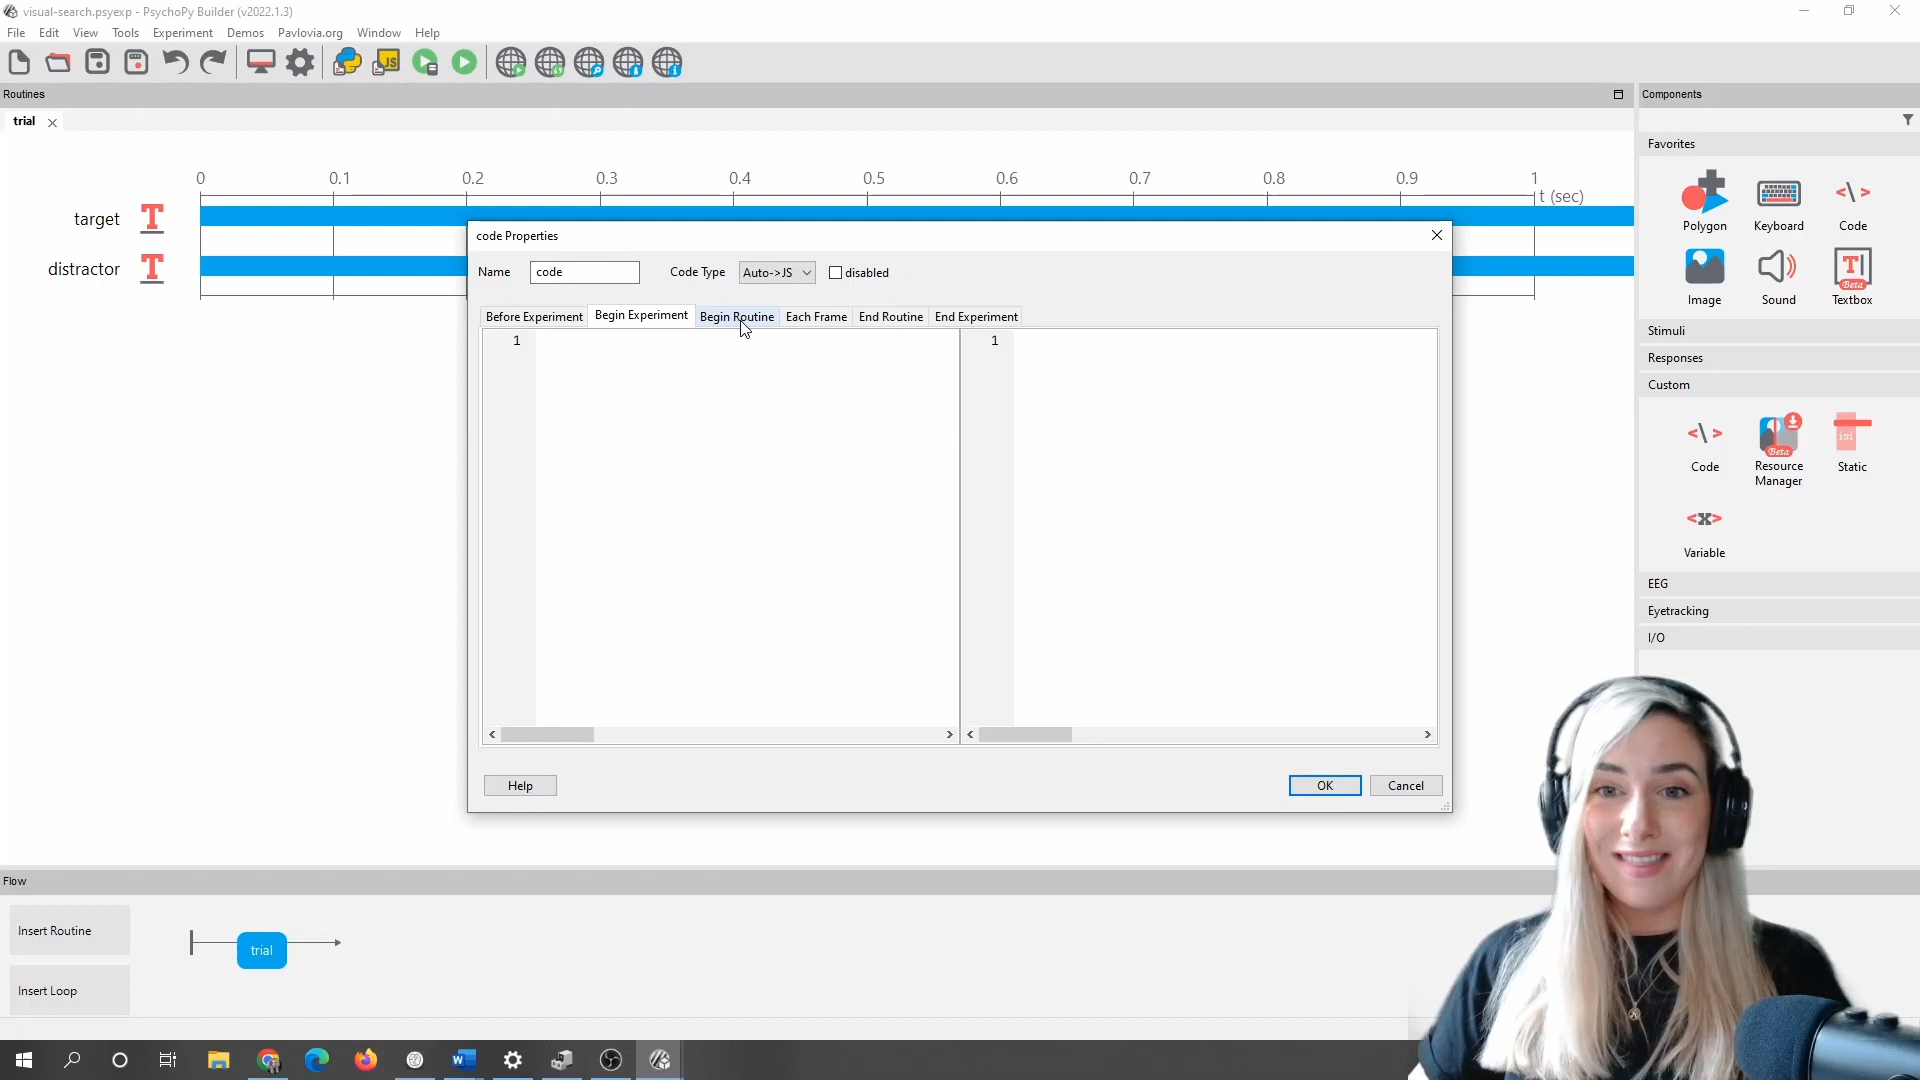 visual-search.psyexp - PsychoPy Builder (v2022.1.3)
File Edit View Tools Experiment Demos Pavlovia.org Window Help
JS
Routines
Components
trial
Favorites
0 0.1 0.2 0.3 0.4 0.5 0.6 0.7 0.8 0.9 1
t (sec)
target T
distractor T
Polygon Keyboard Code
T
Beta
Image Sound Textbox
Stimuli
Responses
Custom
isi
Beta
Code Resource Manager Static
Variable
EEG
Eyetracking
I/O
code Properties
Name code Code Type Auto->JS disabled
Before Experiment Begin Experiment Begin Routine Each Frame End Routine End Experiment
1 1
Help OK Cancel
Flow
Insert Routine
trial
Insert Loop